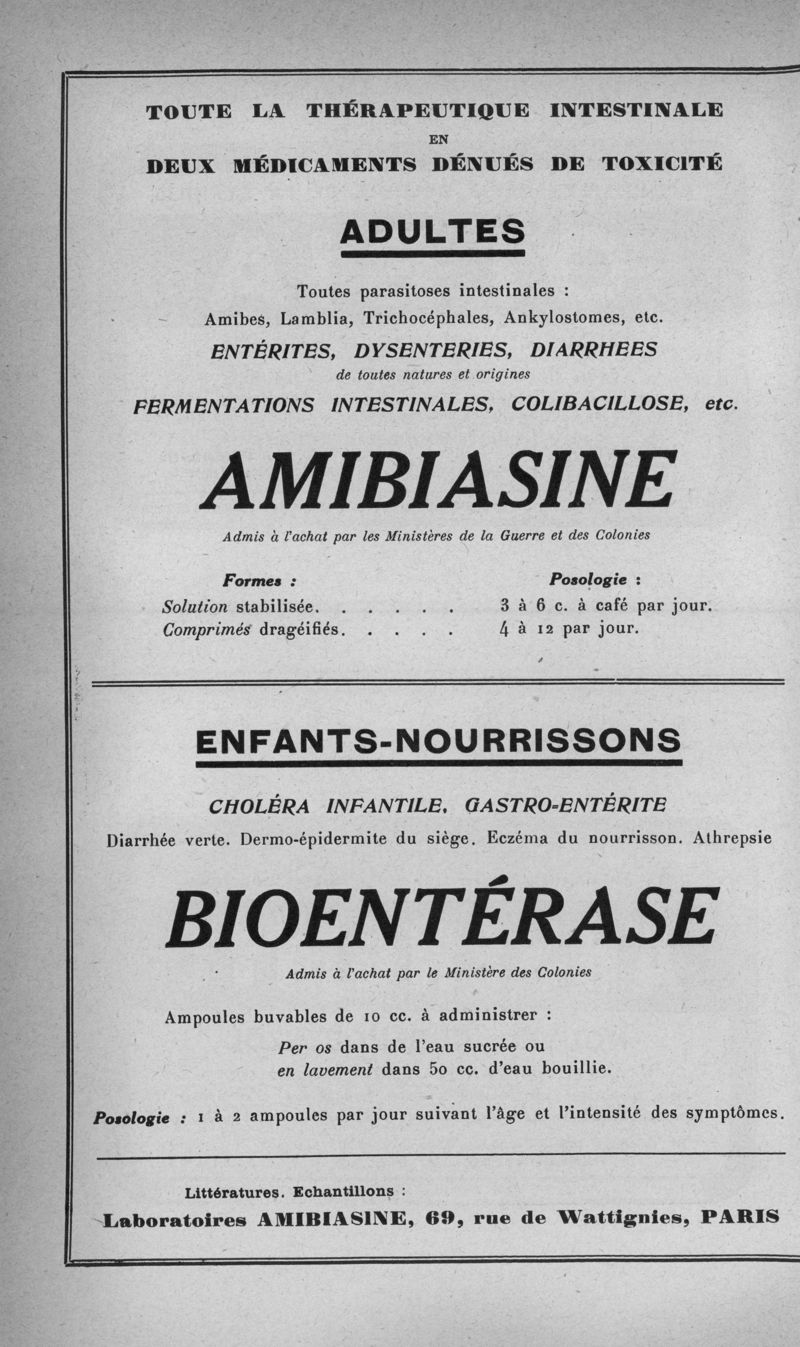 TOUTE LA THÉRAPEUTIQUE INTESTINALE
EN
DEUX MÉDICAMENTS DÉNUÉS DE TOXICITÉ
ADULTES
Toutes parasitoses intestinales :
Amibes, Lamblia, Trichocéphales, Ankylostomes, etc.
ENTÉRITES, DYSENTERIES, DIARRHEES
de toutes natures et origines
FERMENTATIONS INTESTINALES, COLIBACILLOSE, etc.
AMIBIASINE
Admis à l'achat par les Ministères de la Guerre et des Colonies
Formes : Posologie :
Solution stabilisée. . . . . . 3 à 6 c. à café par jour.
Comprimés dragéifiés. . . . . 4 à 12 par jour.
ENFANTS-NOURRISSONS
CHOLÉRA INFANTILE, GASTRO-ENTÉRITE
Diarrhée verte. Dermo-épidermite du siège. Eczéma du nourrisson. Athrepsie
BIOENTÉRASE
Admis à l'achat par le Ministère des Colonies
Ampoules buvables de 10 cc. à administrer :
Per os dans de l'eau sucrée ou
en lavement dans 50 cc. d'eau bouillie.
Posologie : 1 à 2 ampoules par jour suivant l'âge et l'intensité des symptômes.
Littératures. Echantillons :
Laboratoires AMIBIASINE, 69, rue de Wattignies, PARIS